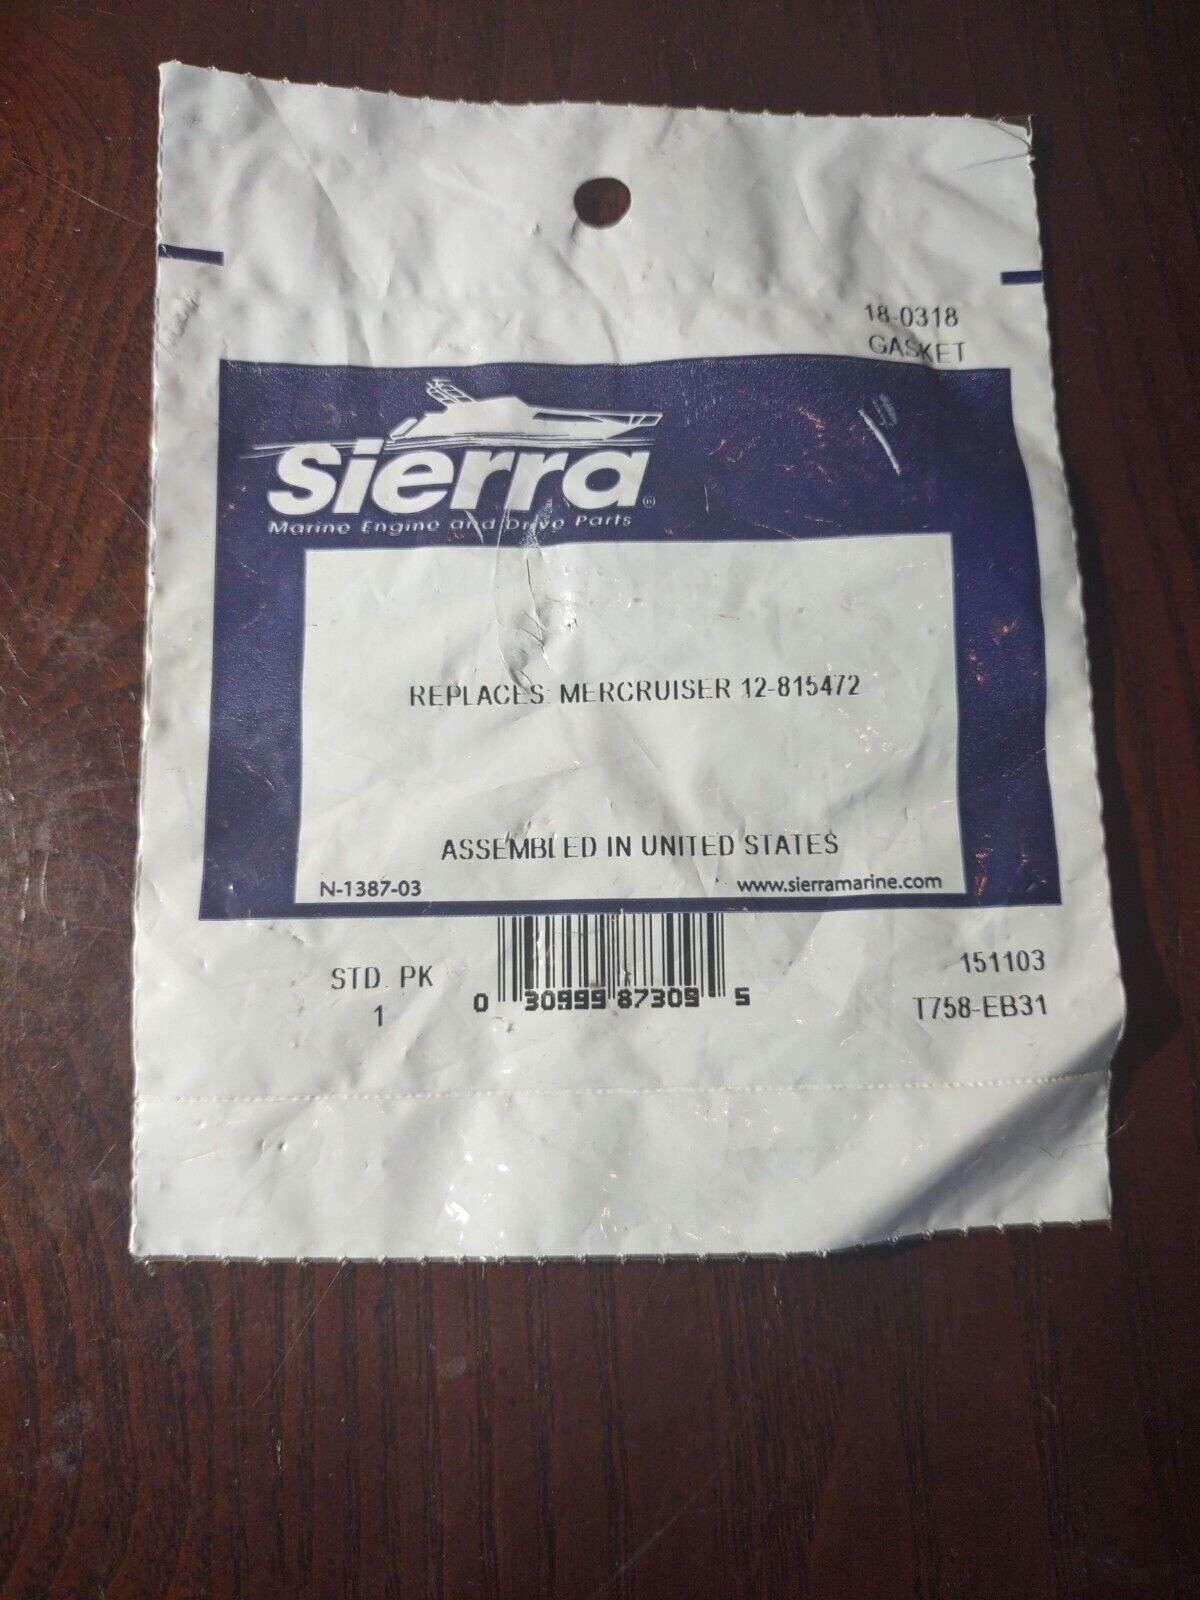 18-0318
GASKET
Sierra®
Marine Engine and Drive Parts
REPLACES: MERCRUISER 12-815472
ASSEMBLED IN UNITED STATES
N-1387-03 www.sierramarine.com
STD. PK
1
0 30999 87309 5
151103
T758-EB31